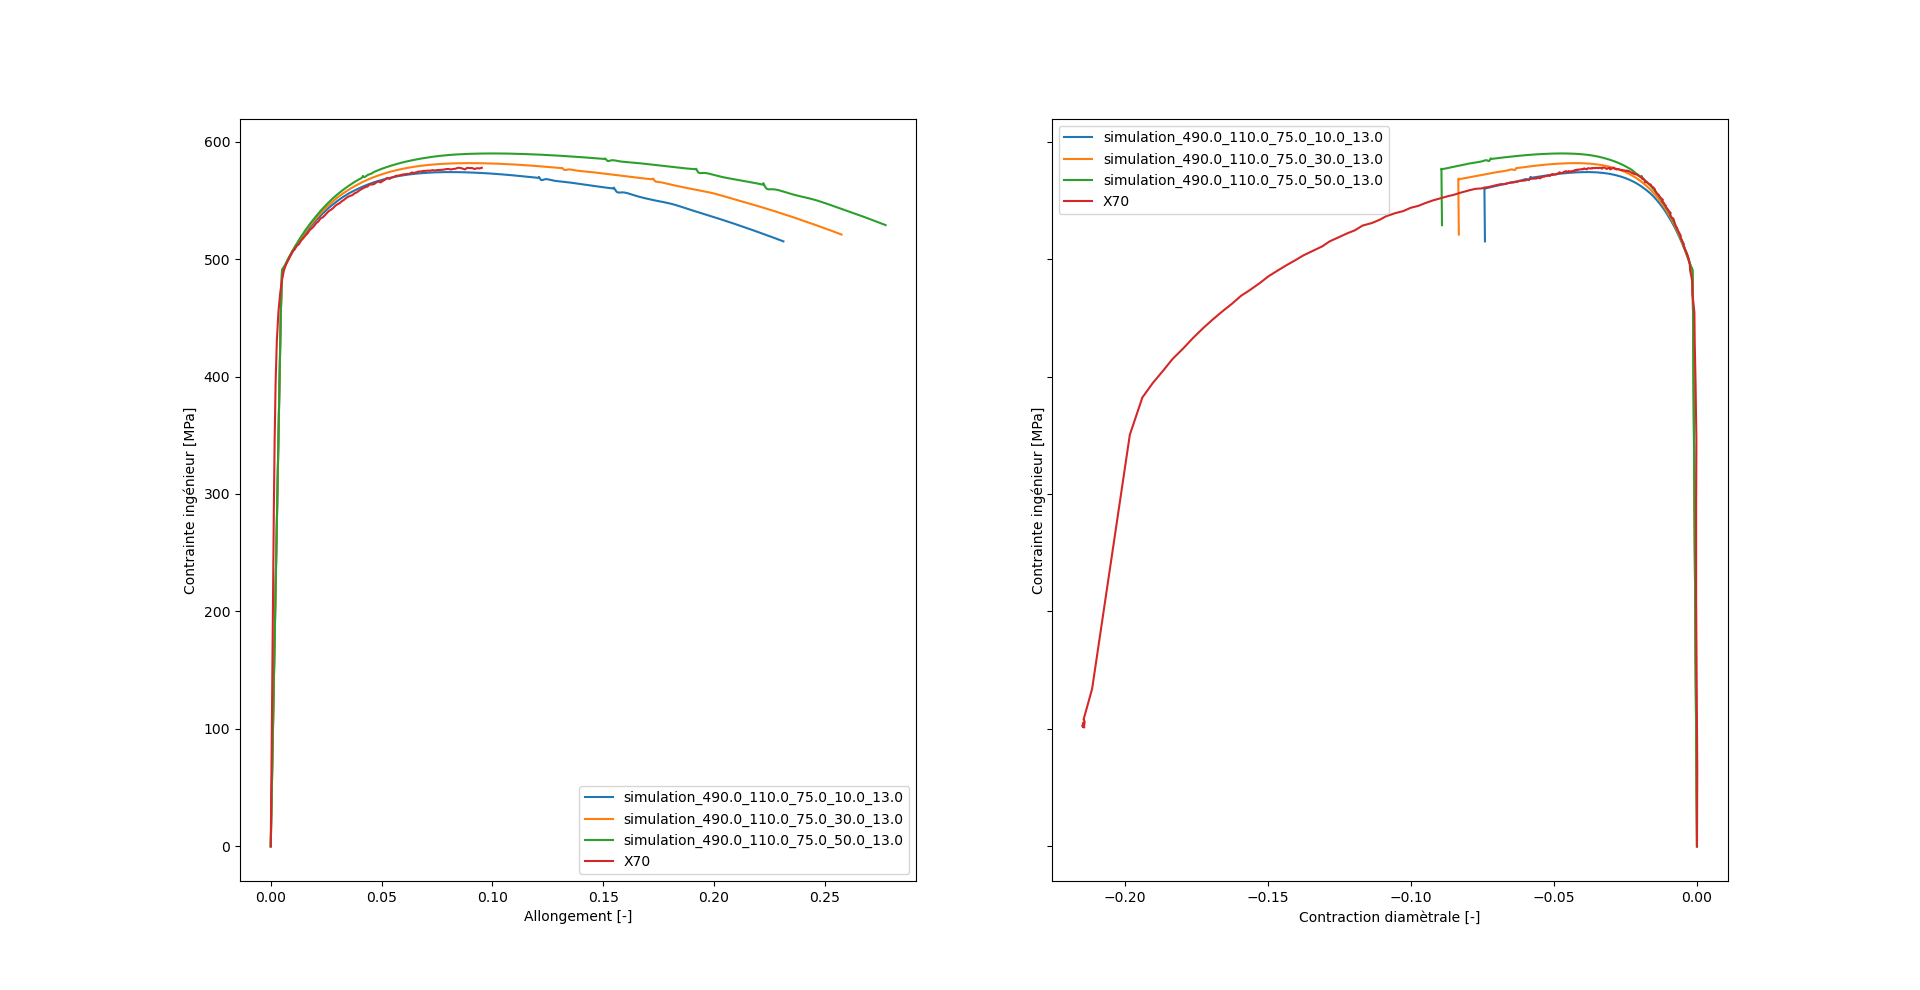 600
500
400
300
200
100
0
Contrainte ingénieur [MPa]
simulation_490.0_110.0_75.0_10.0_13.0
simulation_490.0_110.0_75.0_30.0_13.0
simulation_490.0_110.0_75.0_50.0_13.0
X70
0.00 0.05 0.10 0.15 0.20 0.25
Allongement [-]
simulation_490.0_110.0_75.0_10.0_13.0
simulation_490.0_110.0_75.0_30.0_13.0
simulation_490.0_110.0_75.0_50.0_13.0
X70
Contrainte ingénieur [MPa]
−0.20 −0.15 −0.10 −0.05 0.00
Contraction diamètrale [-]